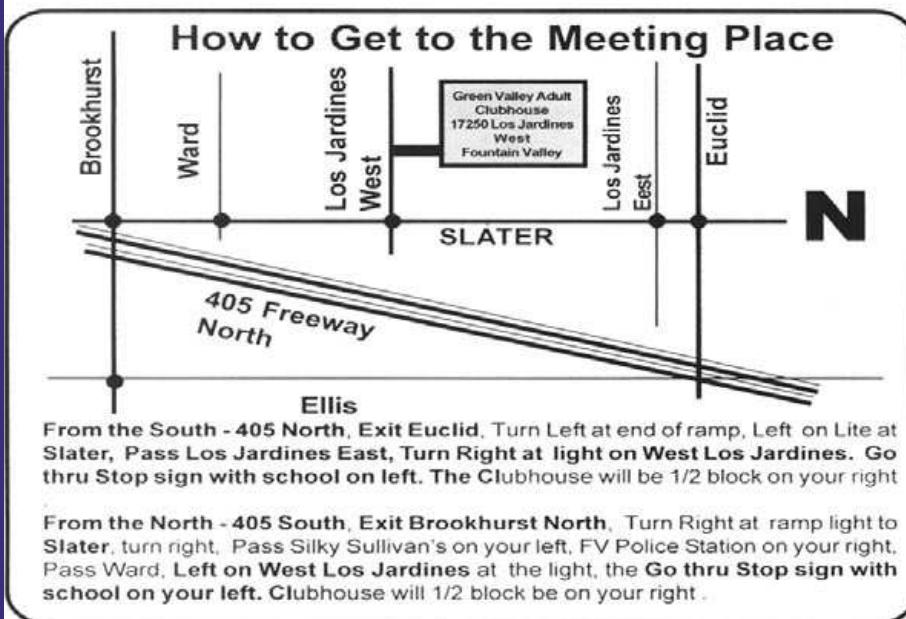 How to Get to the Meeting Place
Brookhurst
Ward
Los Jardines
West
Green Valley Adult
Clubhouse
17250 Los Jardines
West
Fountain Valley
Los Jardines
Eest
Euclid
N
SLATER
405 Freeway
North
Ellis
From the South - 405 North, Exit Euclid, Turn Left at end of ramp, Left on Lite at
Slater, Pass Los Jardines East, Turn Right at light on West Los Jardines. Go
thru Stop sign with school on left. The Clubhouse will be 1/2 block on your right
.
From the North - 405 South, Exit Brookhurst North, Turn Right at ramp light to
Slater, turn right, Pass Silky Sullivan's on your left, FV Police Station on your right,
Pass Ward, Left on West Los Jardines at the light, the Go thru Stop sign with
school on your left. Clubhouse will 1/2 block be on your right .